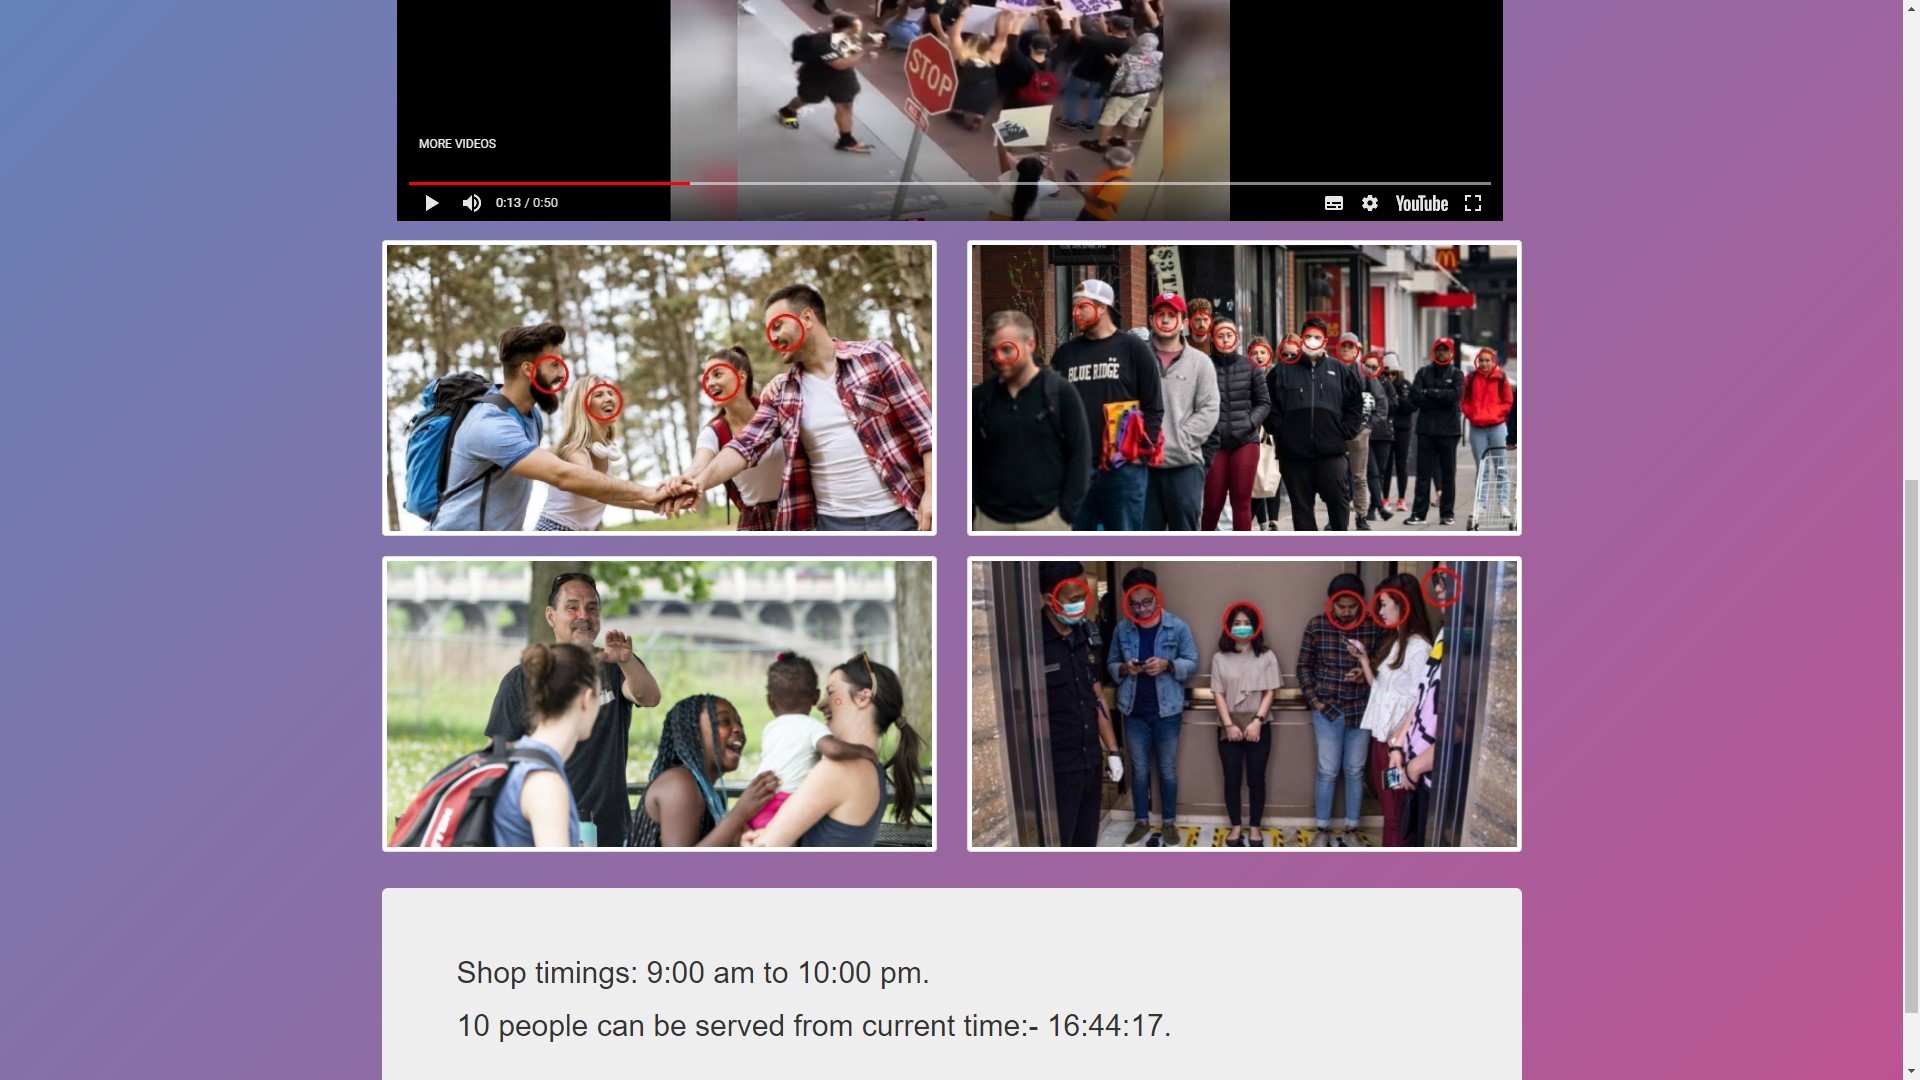 STOP
MORE VIDEOS
0:13 / 0:50
YouTube
BLUE RIDGE
Shop timings: 9:00 am to 10:00 pm.
10 people can be served from current time:- 16:44:17.